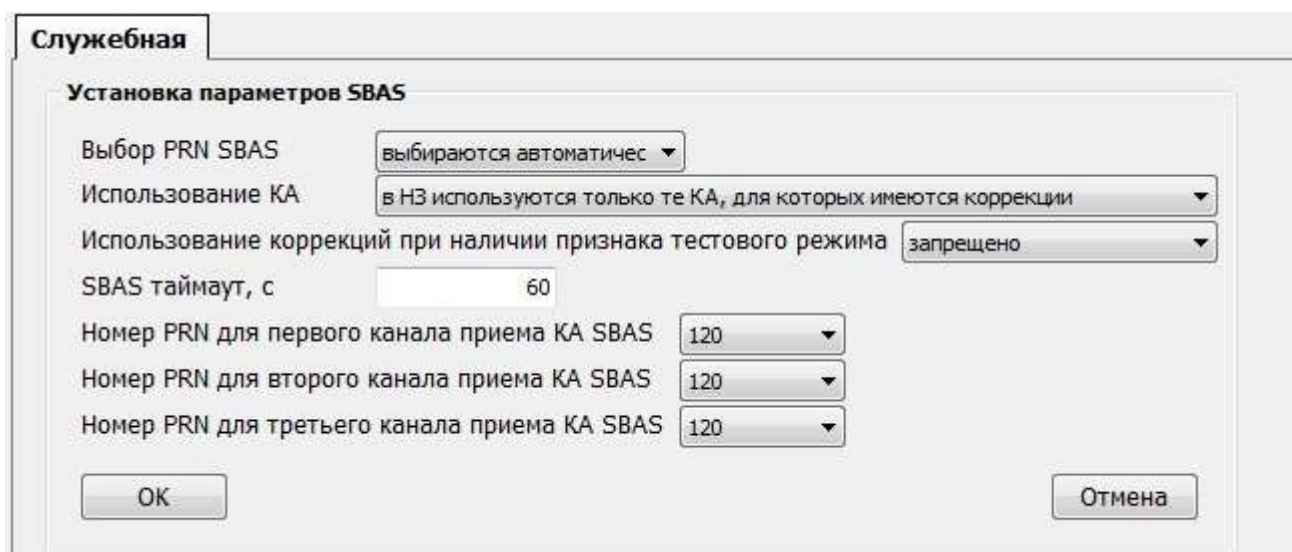 Служебная
Установка параметров SBAS
Выбор PRN SBAS выбираются автоматичес
Использование КА в НЗ используются только те КА, для которых имеются коррекции
Использование коррекций при наличии признака тестового режима запрещено
SBAS таймаут, с 60
Номер PRN для первого канала приема КА SBAS 120
Номер PRN для второго канала приема КА SBAS 120
Номер PRN для третьего канала приема КА SBAS 120
OK Отмена